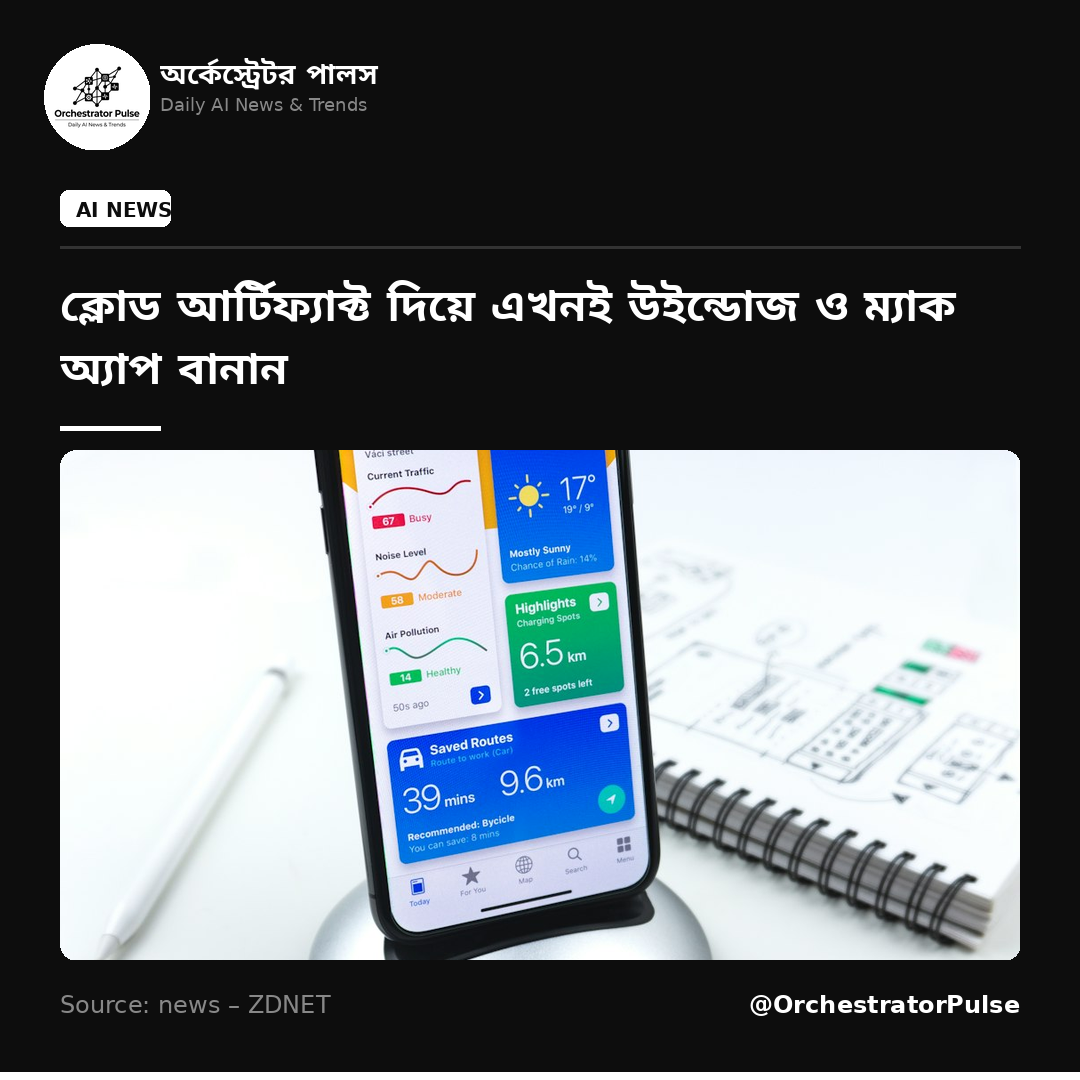 Orchestrator Pulse
Daily AI News & Trends
অর্কেস্ট্রেটর পালস
Daily AI News & Trends
AI NEWS
ক্লোড আর্টিফ্যাক্ট দিয়ে এখনই উইন্ডোজ ও ম্যাক
অ্যাপ বানান
Váci street
Current Traffic
67 Busy
Noise Level
58 Moderate
Air Pollution
14 Healthy
50s ago
17°
19° / 9°
Mostly Sunny
Chance of Rain: 14%
Highlights
Charging Spots
6.5 km
2 free spots left
Saved Routes
Route to work (Car)
39 mins 9.6 km
Recommended: Bycicle
You can save: 8 mins
Today For You Map Search Menu
Source: news – ZDNET
@OrchestratorPulse